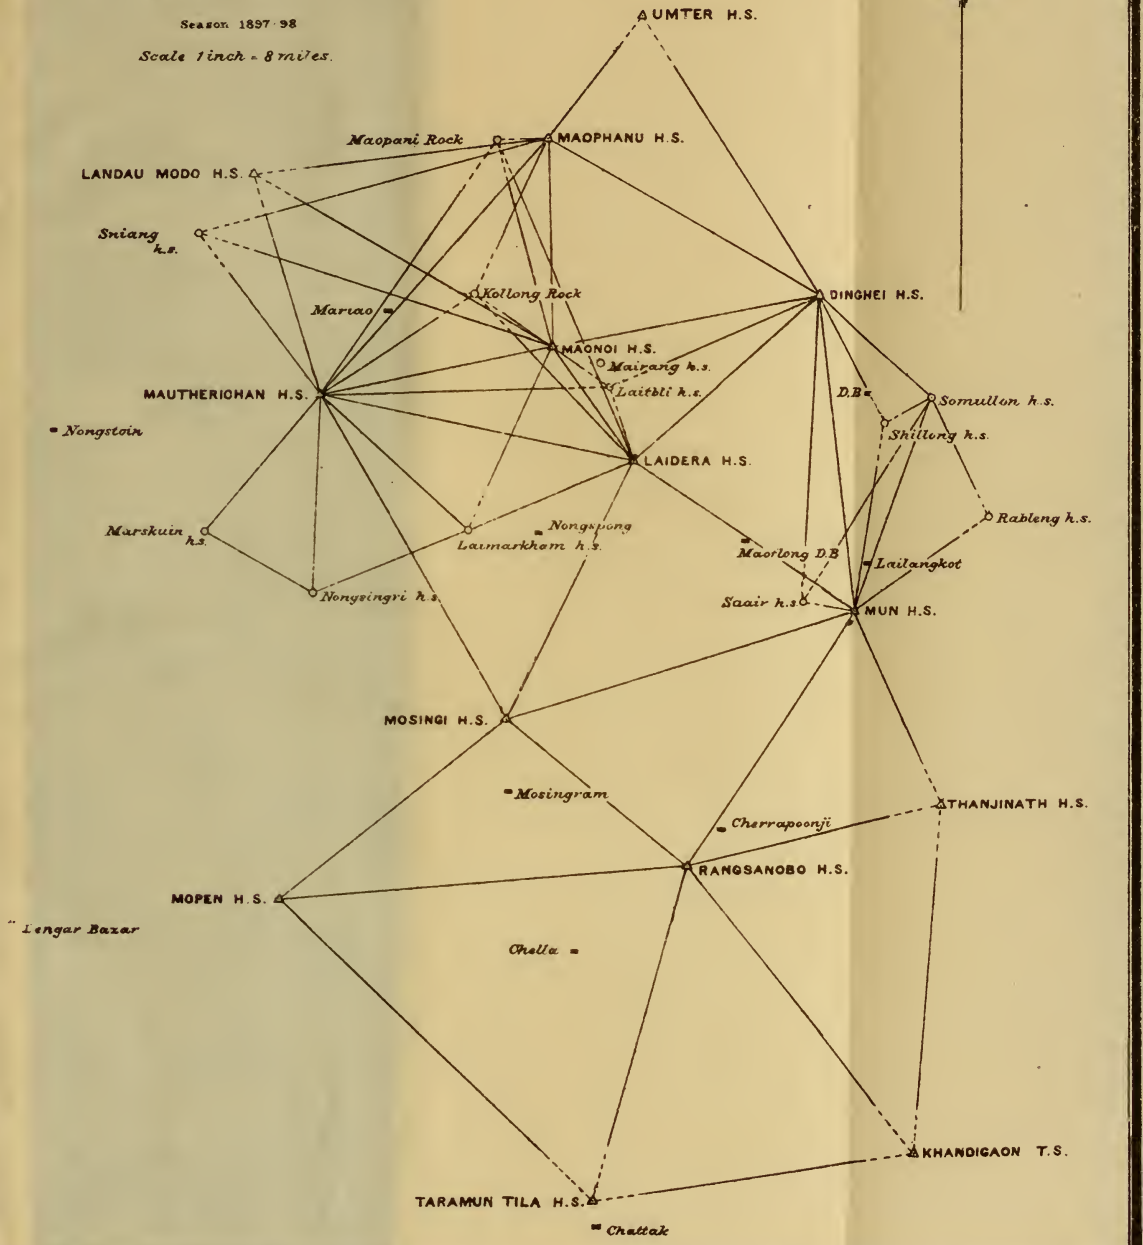 Season 1897-98
Scale 1 inch = 8 miles.
UMTER H.S.
Maopani Rock
MAOPHANU H.S.
LANDAU MODO H.S.
Sniang
h.s.
Kollong Rock
DINGHEI H.S.
Mariao
MAONOI H.S.
Mairang h.s.
MAUTHERICHAN H.S.
Laitbli h.s.
D.B
Somullon h.s.
Nongstoin
Shillong h.s.
LAIDERA H.S.
Marskuin
h.s.
Nongspong
Laimarkham h.s.
Rableng h.s.
Maorlong D.B
Lailangkot
Nongsingri h.s.
Saair h.s.
MUN H.S.
MOSINGI H.S.
Mosingram
THANJINATH H.S.
Cherrapoonji
RANGSANOBO H.S.
MOPEN H.S.
Bazar
Chella
KHANDIGAON T.S.
TARAMUN TILA H.S.
Chattak